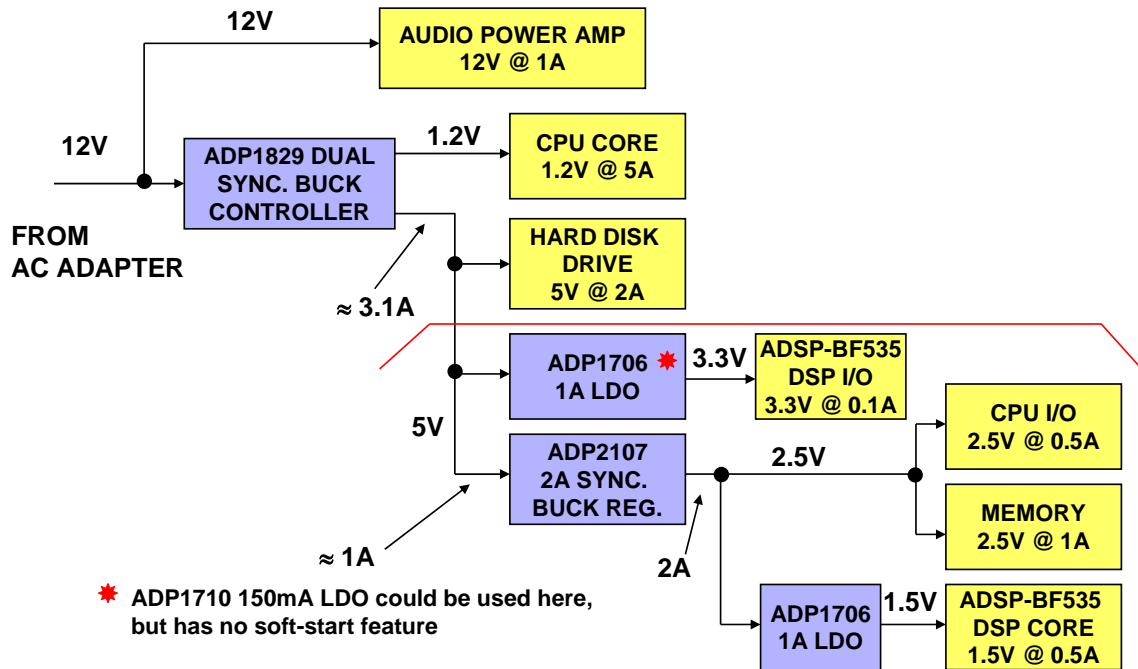 12V
AUDIO POWER AMP
12V @ 1A
12V
FROM
AC ADAPTER
ADP1829 DUAL
SYNC. BUCK
CONTROLLER
1.2V
CPU CORE
1.2V @ 5A
≈ 3.1A
HARD DISK
DRIVE
5V @ 2A
ADP1706
1A LDO
3.3V
ADSP-BF535
DSP I/O
3.3V @ 0.1A
5V
ADP2107
2A SYNC.
BUCK REG.
2.5V
CPU I/O
2.5V @ 0.5A
MEMORY
2.5V @ 1A
≈ 1A
2A
ADP1706
1A LDO
1.5V
ADSP-BF535
DSP CORE
1.5V @ 0.5A
ADP1710 150mA LDO could be used here,
but has no soft-start feature